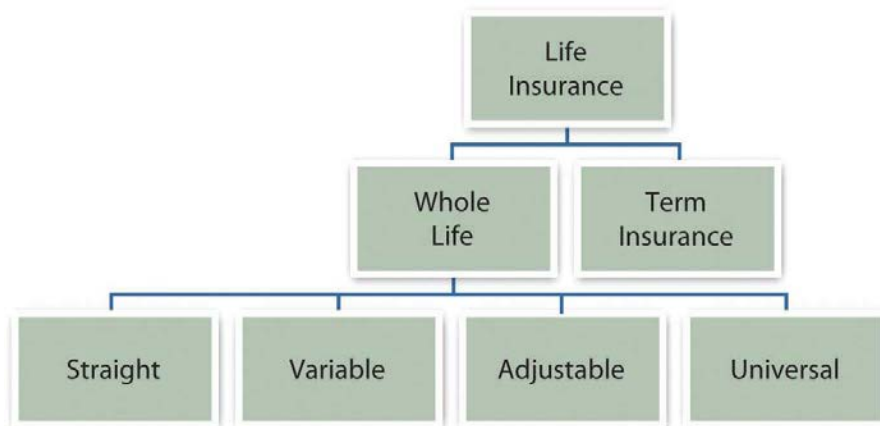 Life
Insurance
Whole
Life
Term
Insurance
Straight
Variable
Adjustable
Universal